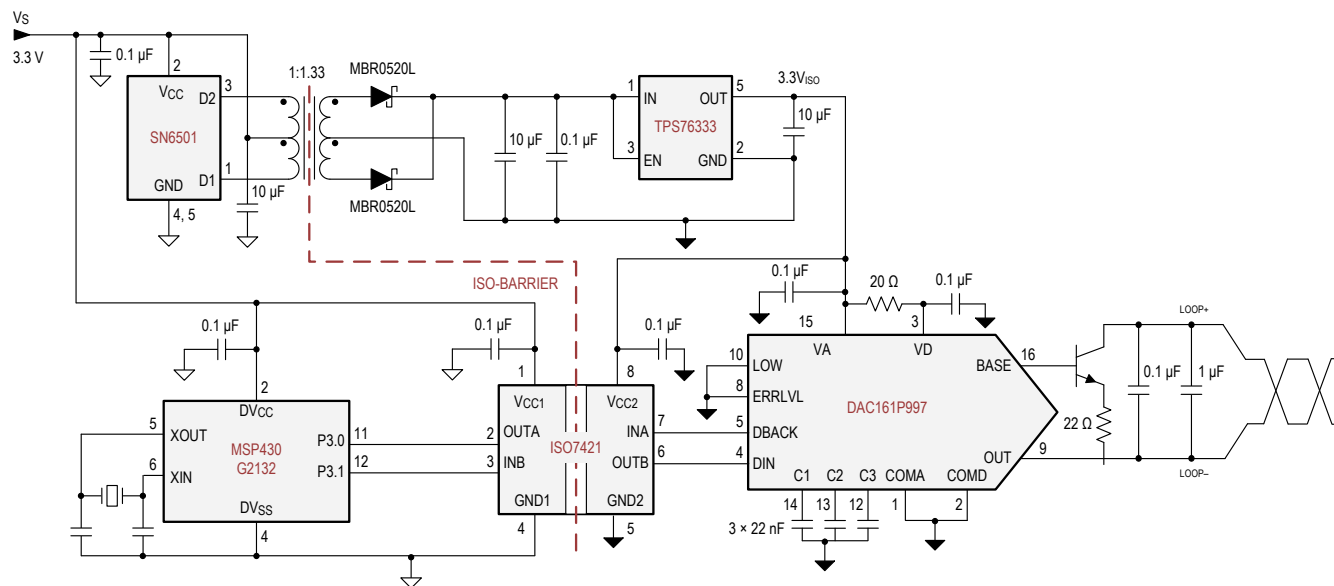 VS
3.3 V
0.1 µF
2
VCC
D2
3
SN6501
D1
1
GND
4, 5
10 µF
1:1.33
MBR0520L
MBR0520L
10 µF
0.1 µF
1
IN
OUT
5
TPS76333
3
EN
GND
2
3.3VISO
10 µF
ISO-BARRIER
0.1 µF
2
DVCC
5
XOUT
6
XIN
MSP430
G2132
P3.0
11
P3.1
12
DVSS
4
0.1 µF
1
VCC1
2
OUTA
3
INB
GND1
4
ISO7421
8
VCC2
INA
7
OUTB
6
GND2
5
0.1 µF
0.1 µF
20 Ω
0.1 µF
15
3
VA
VD
10
LOW
8
ERRLVL
5
DBACK
4
DIN
DAC161P997
BASE
16
OUT
9
C1
C2
C3
COMA
COMD
14
13
12
1
2
3 × 22 nF
22 Ω
0.1 µF
1 µF
LOOP+
LOOP–